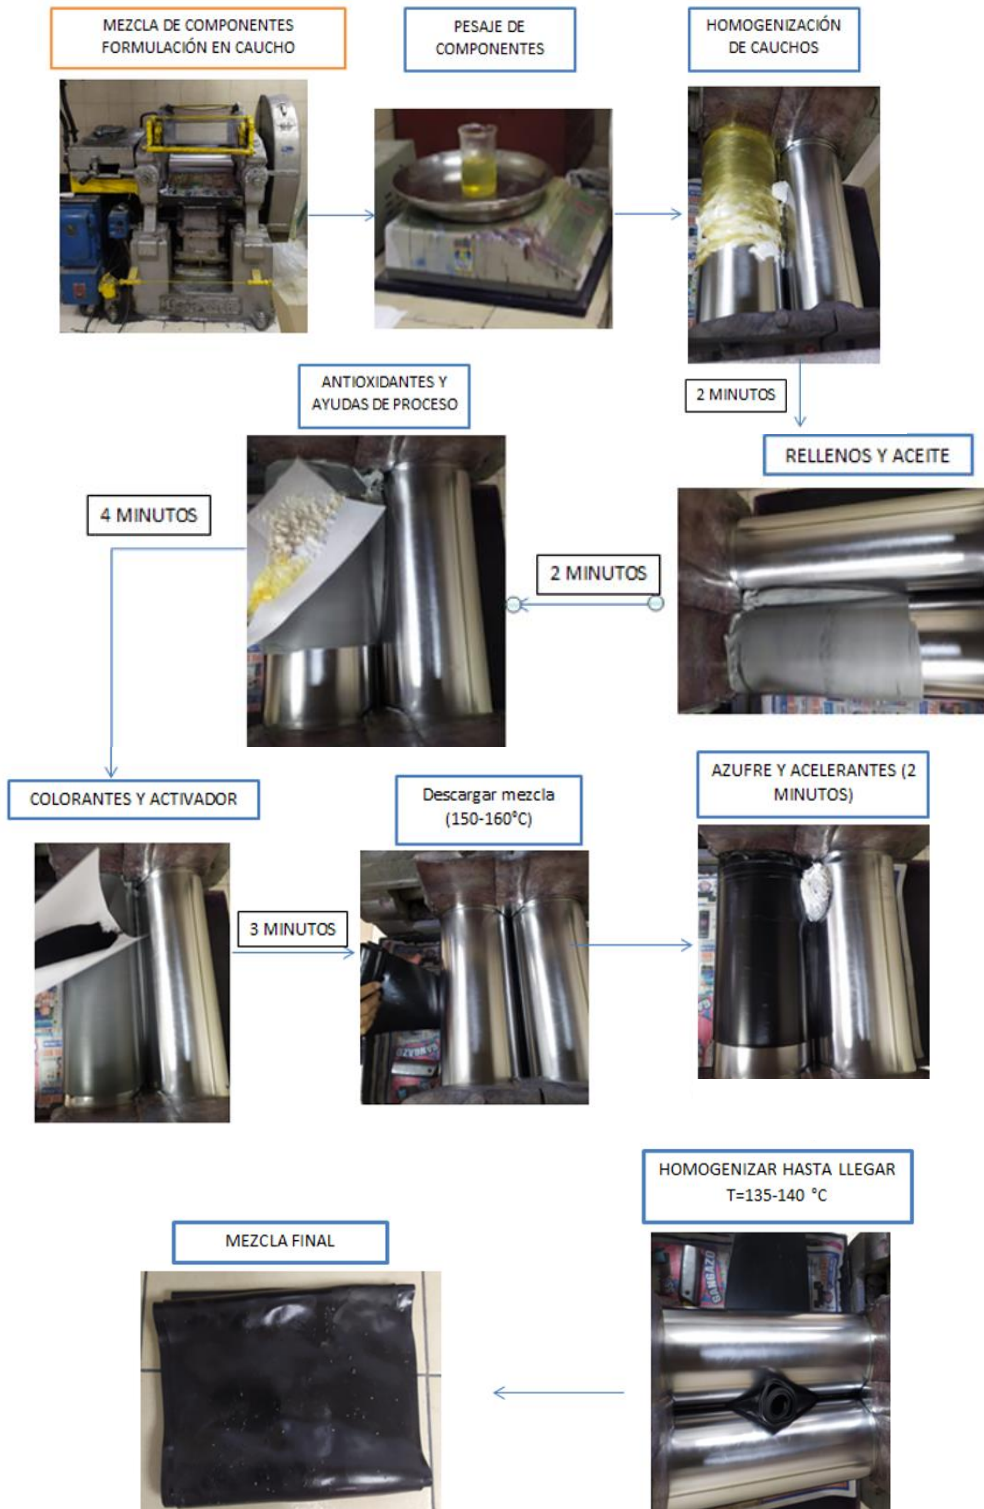 MEZCLA DE COMPONENTES
FORMULACIÓN EN CAUCHO
PESAJE DE
COMPONENTES
HOMOGENIZACIÓN
DE CAUCHOS
2 MINUTOS
RELLENOS Y ACEITE
2 MINUTOS
ANTIOXIDANTES Y
AYUDAS DE PROCESO
4 MINUTOS
COLORANTES Y ACTIVADOR
3 MINUTOS
Descargar mezcla
(150-160°C)
AZUFRE Y ACELERANTES (2
MINUTOS)
HOMOGENIZAR HASTA LLEGAR
T=135-140 °C
GANGAZO
MEZCLA FINAL